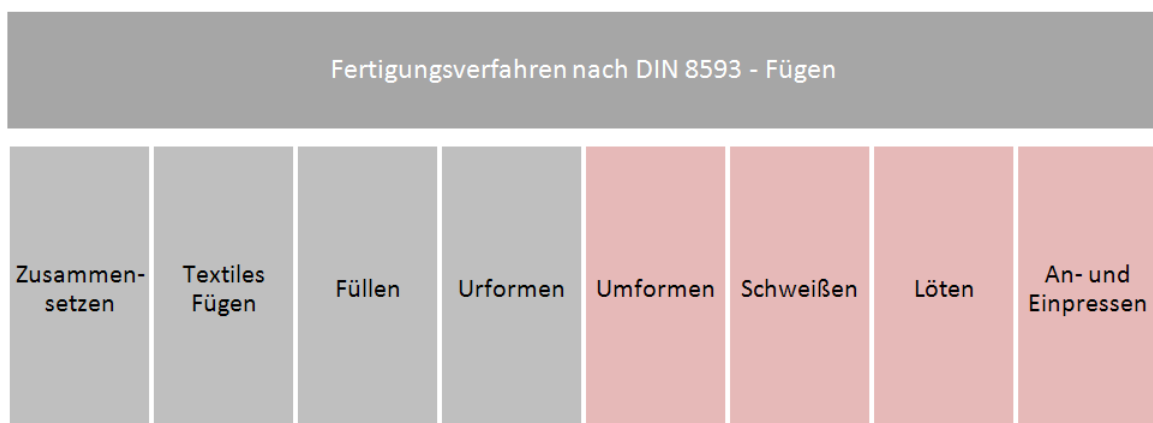 Fertigungsverfahren nach DIN 8593 - Fügen
Zusammen-
setzen
Textiles
Fügen
Füllen
Urformen
Umformen
Schweißen
Löten
An- und
Einpressen